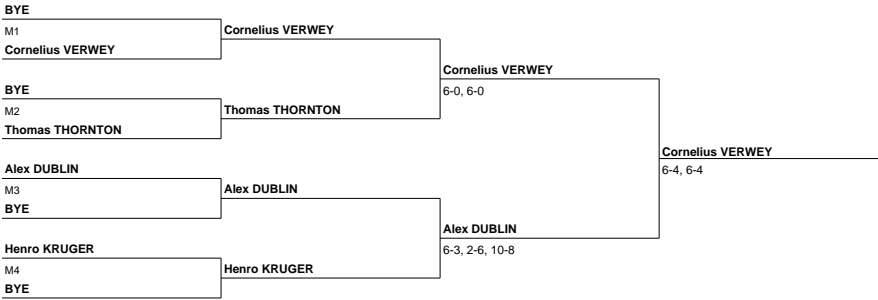 BYE
M1
Cornelius VERWEY
Cornelius VERWEY
BYE
M2
Thomas THORNTON
Thomas THORNTON
Cornelius VERWEY
6-0, 6-0
Alex DUBLIN
M3
BYE
Alex DUBLIN
Henro KRUGER
M4
BYE
Henro KRUGER
Alex DUBLIN
6-3, 2-6, 10-8
Cornelius VERWEY
6-4, 6-4